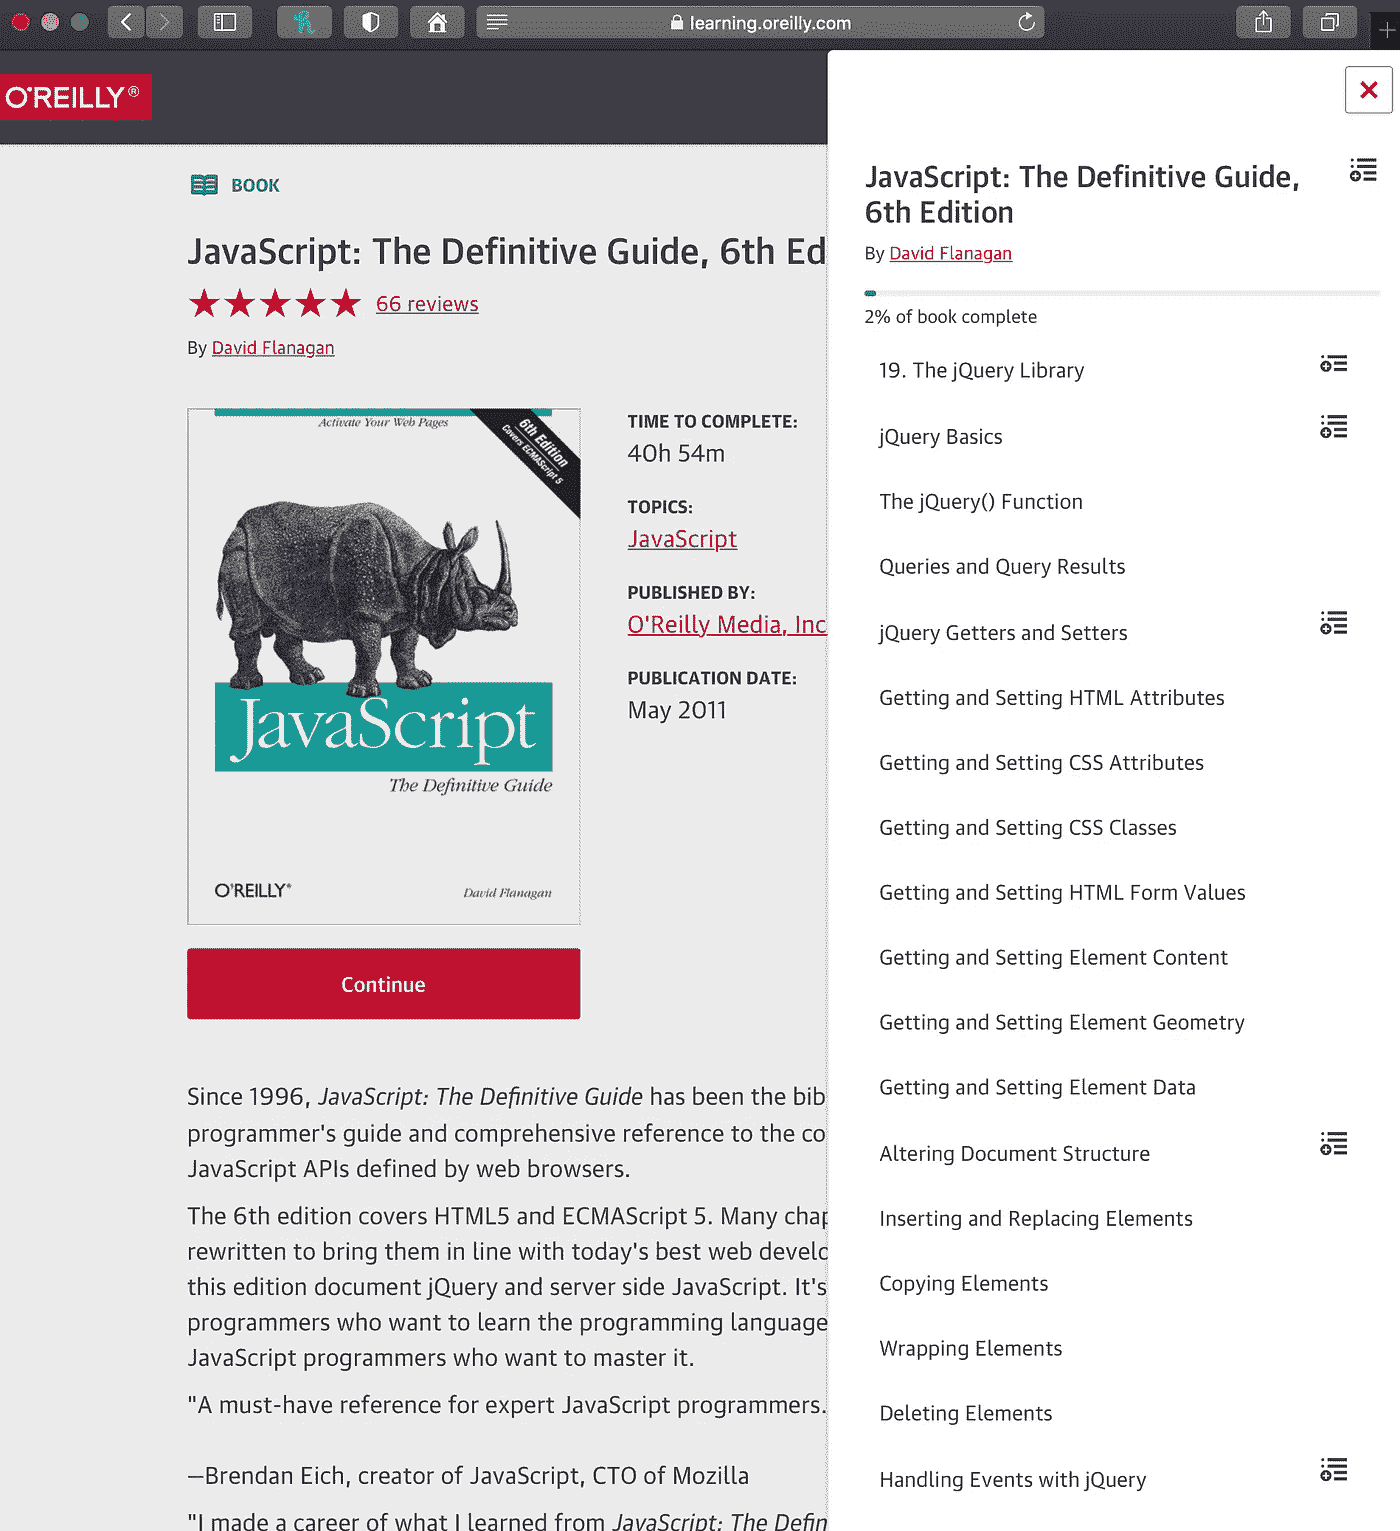 learning.oreilly.com
O'REILLY®
BOOK
JavaScript: The Definitive Guide, 6th Ed
66 reviews
By David Flanagan
Activate Your Web Pages
6th Edition
Covers ECMAScript 5
JavaScript
The Definitive Guide
O'REILLY®
David Flanagan
TIME TO COMPLETE:
40h 54m
TOPICS:
JavaScript
PUBLISHED BY:
O'Reilly Media, Inc
PUBLICATION DATE:
May 2011
Continue
Since 1996, JavaScript: The Definitive Guide has been the bib
programmer's guide and comprehensive reference to the co
JavaScript APIs defined by web browsers.
The 6th edition covers HTML5 and ECMAScript 5. Many chap
rewritten to bring them in line with today's best web develo
this edition document jQuery and server side JavaScript. It's
programmers who want to learn the programming language
JavaScript programmers who want to master it.
"A must-have reference for expert JavaScript programmers.
—Brendan Eich, creator of JavaScript, CTO of Mozilla
"I made a career of what I learned from JavaScript: The Defin
JavaScript: The Definitive Guide,
6th Edition
By David Flanagan
2% of book complete
19. The jQuery Library
jQuery Basics
The jQuery() Function
Queries and Query Results
jQuery Getters and Setters
Getting and Setting HTML Attributes
Getting and Setting CSS Attributes
Getting and Setting CSS Classes
Getting and Setting HTML Form Values
Getting and Setting Element Content
Getting and Setting Element Geometry
Getting and Setting Element Data
Altering Document Structure
Inserting and Replacing Elements
Copying Elements
Wrapping Elements
Deleting Elements
Handling Events with jQuery